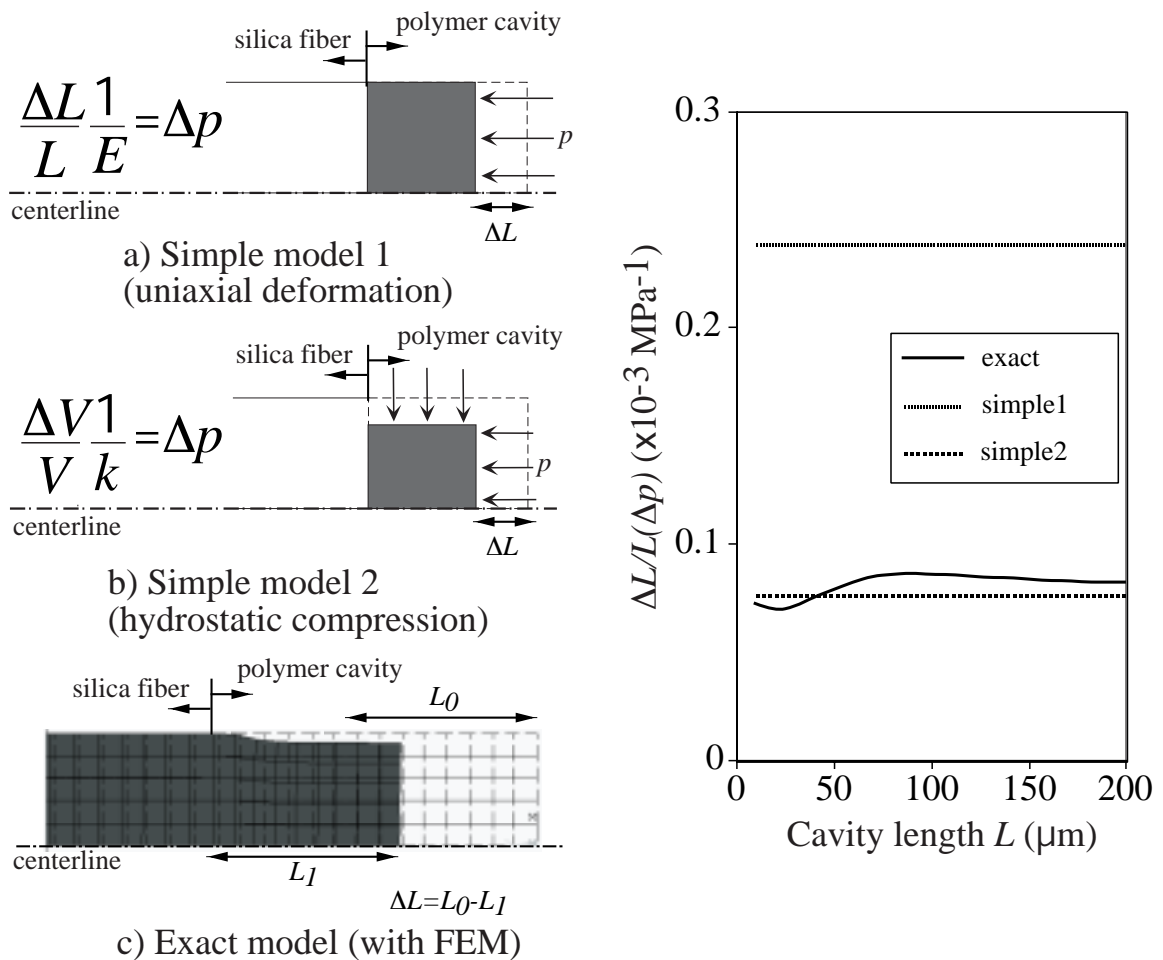 silica fiber
polymer cavity
ΔL/L 1/E = Δp
p
centerline
ΔL
a) Simple model 1
(uniaxial deformation)
silica fiber
polymer cavity
ΔV/V 1/k = Δp
p
centerline
ΔL
b) Simple model 2
(hydrostatic compression)
silica fiber
polymer cavity
L0
centerline
L1
ΔL=L0-L1
c) Exact model (with FEM)
ΔL/L(Δp) (x10-3 MPa-1)
0.3
0.2
0.1
0
exact
simple1
simple2
0 50 100 150 200
Cavity length L (µm)